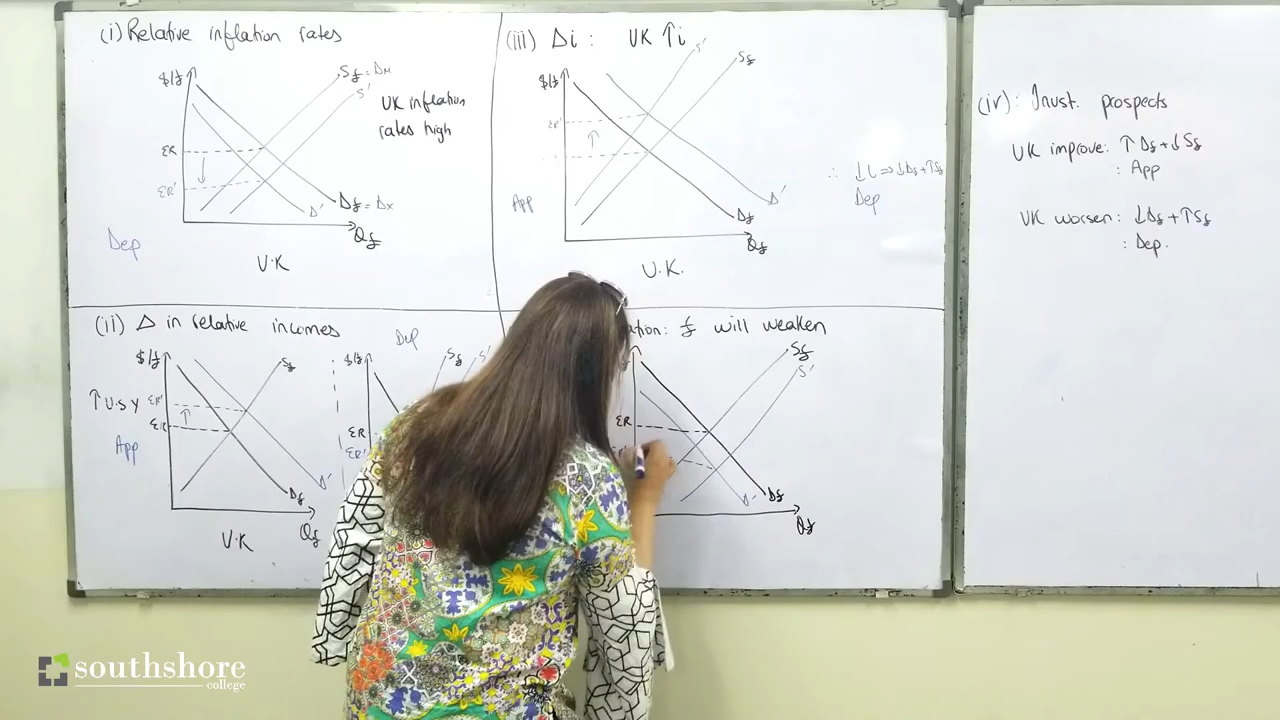 (i) Relative inflation rates
$/£
S£ = DM
S'
UK inflation
rates high
ER
ER'
D£ = DX
D'
Q£
Dep
U.K
(iii) Δi : UK ↑i
$/£
S'
S£
ER'
App
D'
D£
Q£
U.K.
∴ ↓i ⇒ ↓D£ + ↑S£
Dep
(iv) : Inust. prospects
UK improve: ↑ D£ + ↓ S£
: App
UK worsen: ↓D£ + ↑S£
: Dep.
(ii) Δ in relative incomes
$/£
S£
↑ U.S Y
ER'
ER
App
D'
D£
Q£
U.K
Dep
$/£
S£
S'
ER
ER'
£ will weaken
S£
S'
ER
D'
D£
Q£
southshore
college